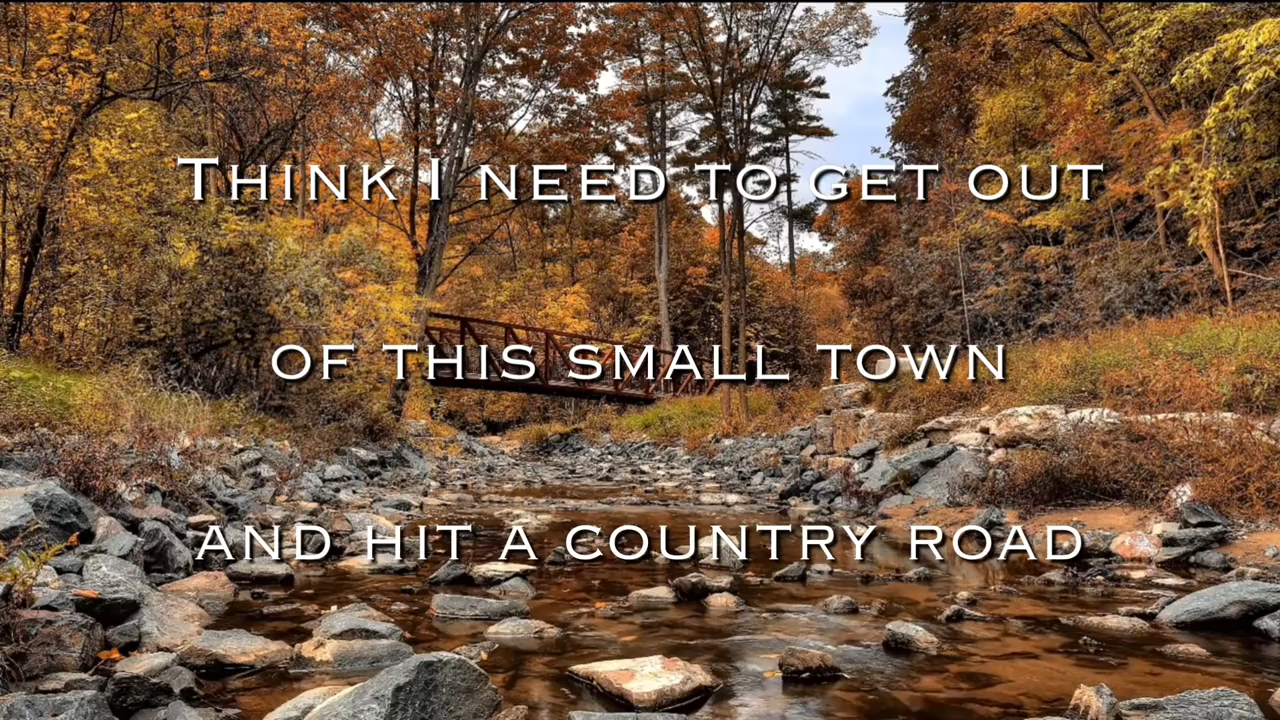 Think I need to get out
of this small town
and hit a country road